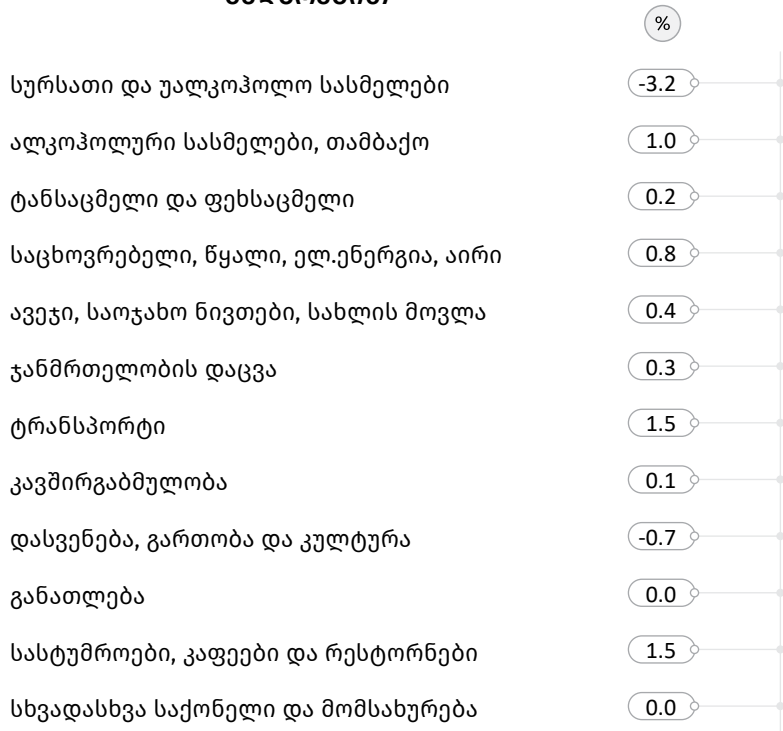 %
სურსათი და უალკოჰოლო სასმელები -3.2
ალკოჰოლური სასმელები, თამბაქო 1.0
ტანსაცმელი და ფეხსაცმელი 0.2
საცხოვრებელი, წყალი, ელ.ენერგია, აირი 0.8
ავეჯი, საოჯახო ნივთები, სახლის მოვლა 0.4
ჯანმრთელობის დაცვა 0.3
ტრანსპორტი 1.5
კავშირგაბმულობა 0.1
დასვენება, გართობა და კულტურა -0.7
განათლება 0.0
სასტუმროები, კაფეები და რესტორნები 1.5
სხვადასხვა საქონელი და მომსახურება 0.0